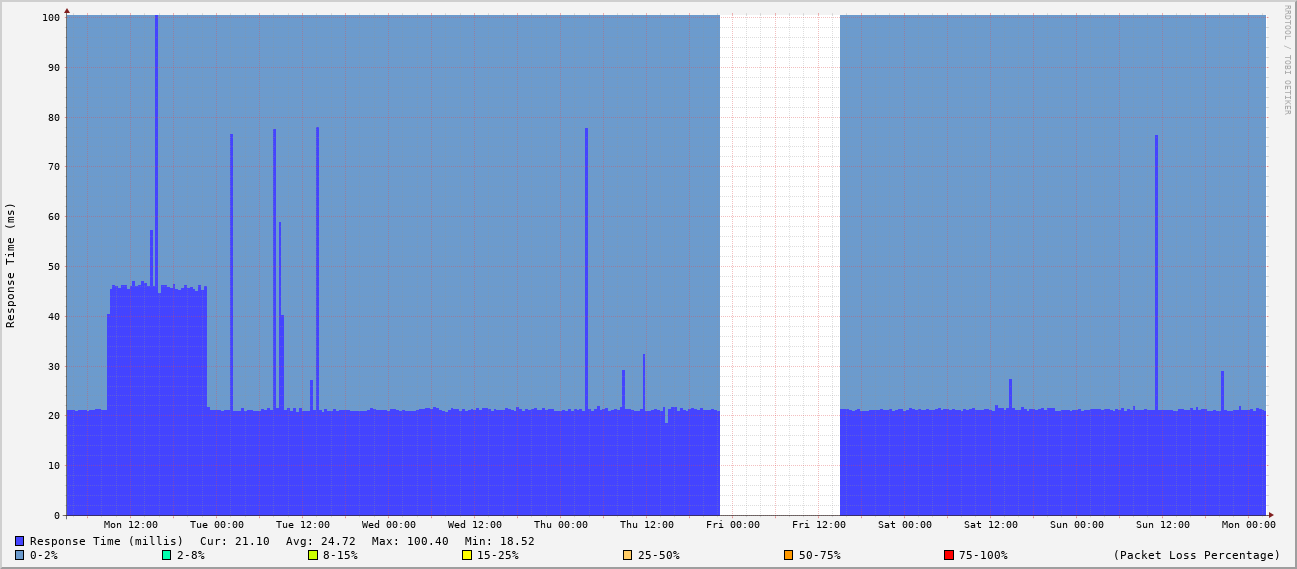 RRDTOOL / TOBI OETIKER
Response Time (ms)
100
90
80
70
60
50
40
30
20
10
0
Mon 12:00 Tue 00:00 Tue 12:00 Wed 00:00 Wed 12:00 Thu 00:00 Thu 12:00 Fri 00:00 Fri 12:00 Sat 00:00 Sat 12:00 Sun 00:00 Sun 12:00 Mon 00:00
Response Time (millis) Cur: 21.10 Avg: 24.72 Max: 100.40 Min: 18.52
0-2% 2-8% 8-15% 15-25% 25-50% 50-75% 75-100% (Packet Loss Percentage)